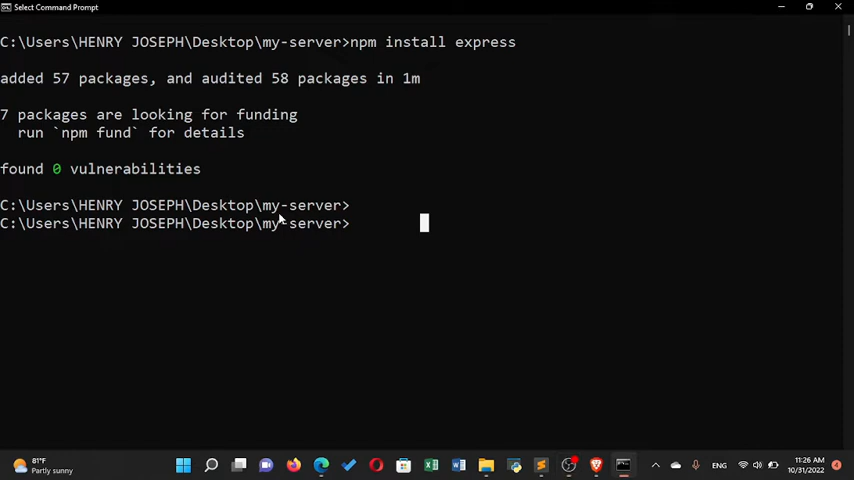 Select Command Prompt
C:\Users\HENRY JOSEPH\Desktop\my-server>npm install express
added 57 packages, and audited 58 packages in 1m
7 packages are looking for funding
run `npm fund` for details
found 0 vulnerabilities
C:\Users\HENRY JOSEPH\Desktop\my-server>
C:\Users\HENRY JOSEPH\Desktop\my-server>
81°F
Partly sunny
ENG
11:26 AM
10/31/2022
4